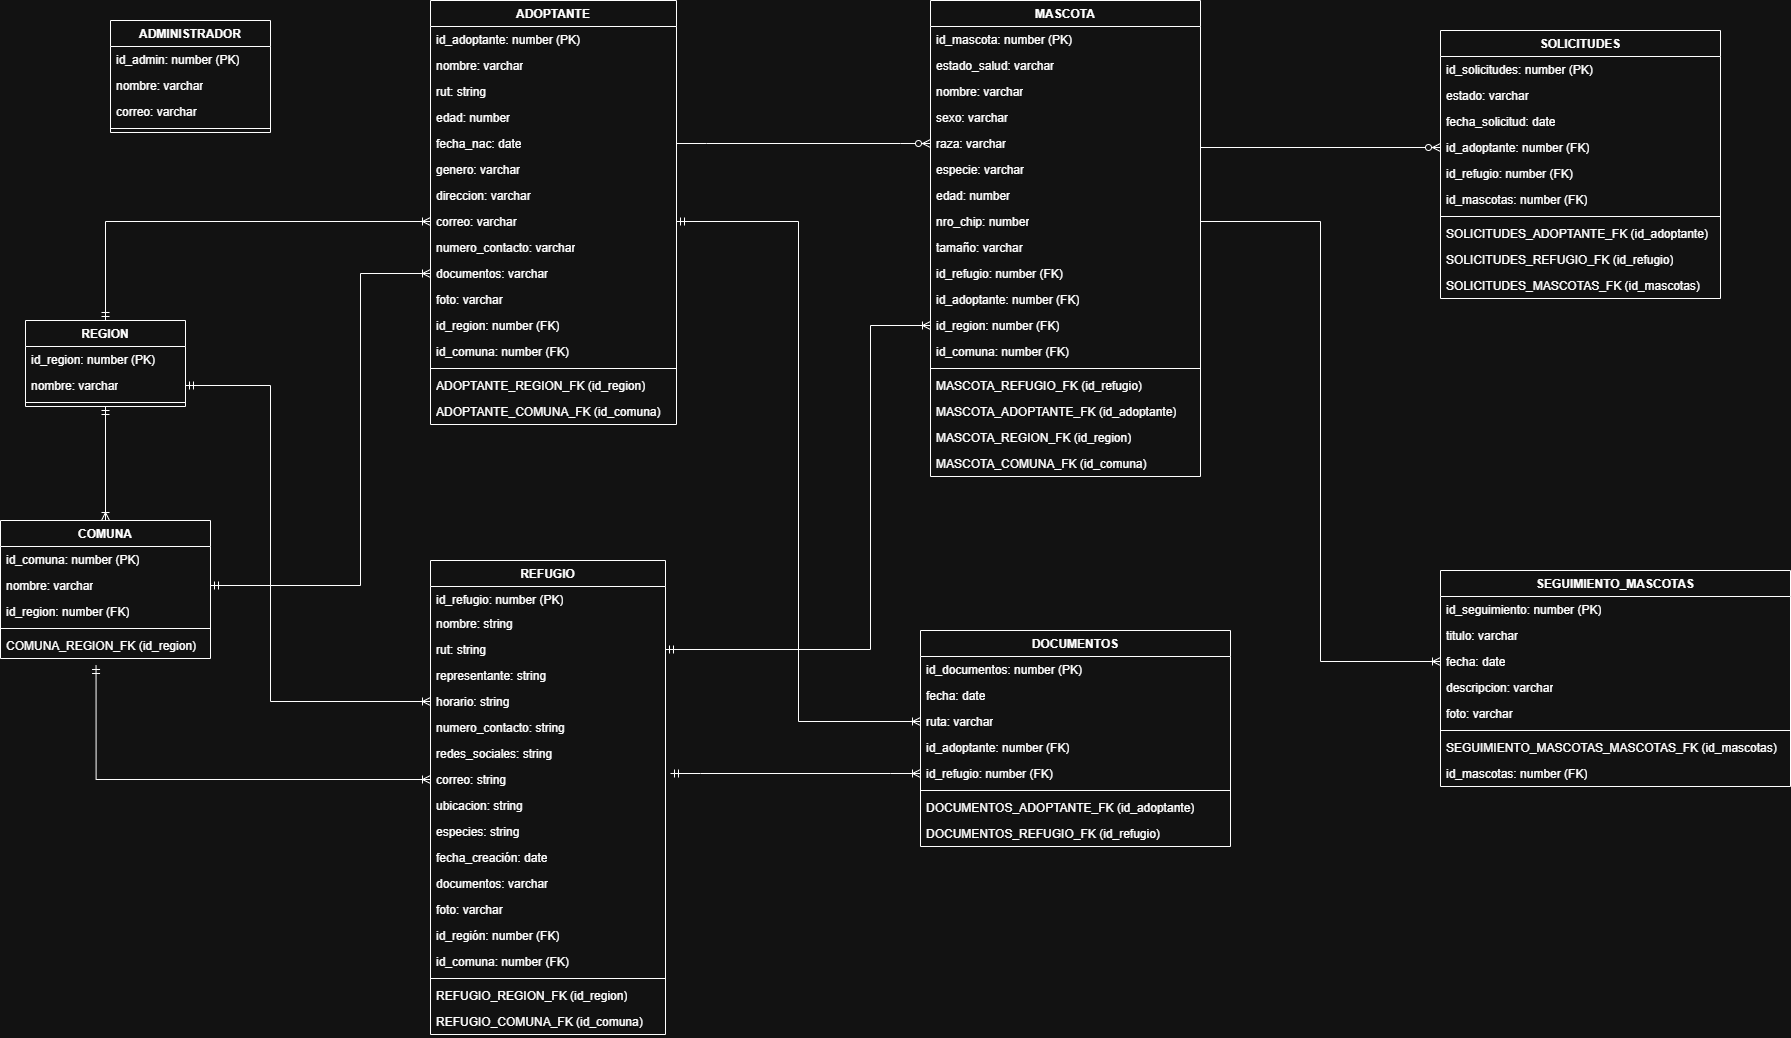 ADMINISTRADOR
id_admin: number (PK)
nombre: varchar
correo: varchar
ADOPTANTE
id_adoptante: number (PK)
nombre: varchar
rut: string
edad: number
fecha_nac: date
genero: varchar
direccion: varchar
correo: varchar
numero_contacto: varchar
documentos: varchar
foto: varchar
id_region: number (FK)
id_comuna: number (FK)
ADOPTANTE_REGION_FK (id_region)
ADOPTANTE_COMUNA_FK (id_comuna)
MASCOTA
id_mascota: number (PK)
estado_salud: varchar
nombre: varchar
sexo: varchar
raza: varchar
especie: varchar
edad: number
nro_chip: number
tamaño: varchar
id_refugio: number (FK)
id_adoptante: number (FK)
id_region: number (FK)
id_comuna: number (FK)
MASCOTA_REFUGIO_FK (id_refugio)
MASCOTA_ADOPTANTE_FK (id_adoptante)
MASCOTA_REGION_FK (id_region)
MASCOTA_COMUNA_FK (id_comuna)
SOLICITUDES
id_solicitudes: number (PK)
estado: varchar
fecha_solicitud: date
id_adoptante: number (FK)
id_refugio: number (FK)
id_mascotas: number (FK)
SOLICITUDES_ADOPTANTE_FK (id_adoptante)
SOLICITUDES_REFUGIO_FK (id_refugio)
SOLICITUDES_MASCOTAS_FK (id_mascotas)
REGION
id_region: number (PK)
nombre: varchar
COMUNA
id_comuna: number (PK)
nombre: varchar
id_region: number (FK)
COMUNA_REGION_FK (id_region)
REFUGIO
id_refugio: number (PK)
nombre: string
rut: string
representante: string
horario: string
numero_contacto: string
redes_sociales: string
correo: string
ubicacion: string
especies: string
fecha_creación: date
documentos: varchar
foto: varchar
id_región: number (FK)
id_comuna: number (FK)
REFUGIO_REGION_FK (id_region)
REFUGIO_COMUNA_FK (id_comuna)
DOCUMENTOS
id_documentos: number (PK)
fecha: date
ruta: varchar
id_adoptante: number (FK)
id_refugio: number (FK)
DOCUMENTOS_ADOPTANTE_FK (id_adoptante)
DOCUMENTOS_REFUGIO_FK (id_refugio)
SEGUIMIENTO_MASCOTAS
id_seguimiento: number (PK)
titulo: varchar
fecha: date
descripcion: varchar
foto: varchar
SEGUIMIENTO_MASCOTAS_MASCOTAS_FK (id_mascotas)
id_mascotas: number (FK)